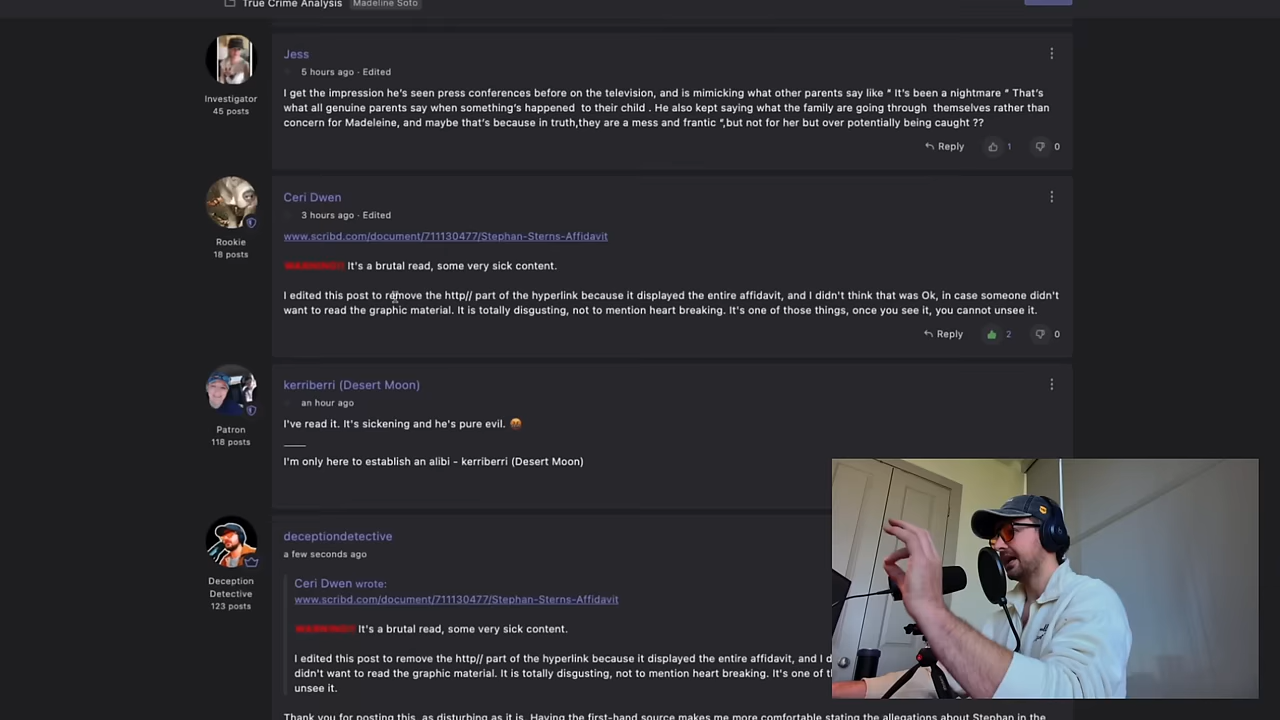 True Crime Analysis Madeline Soto
Jess
5 hours ago · Edited
Investigator
45 posts
I get the impression he's seen press conferences before on the television, and is mimicking what other parents say like " It's been a nightmare " That's
what all genuine parents say when something's happened to their child . He also kept saying what the family are going through themselves rather than
concern for Madeleine, and maybe that's because in truth,they are a mess and frantic ",but not for her but over potentially being caught ??
Reply 1 0
Ceri Dwen
3 hours ago · Edited
Rookie
18 posts
www.scribd.com/document/711130477/Stephan-Sterns-Affidavit
WARNING!! It's a brutal read, some very sick content.
I edited this post to remove the http// part of the hyperlink because it displayed the entire affidavit, and I didn't think that was Ok, in case someone didn't
want to read the graphic material. It is totally disgusting, not to mention heart breaking. It's one of those things, once you see it, you cannot unsee it.
Reply 2 0
kerriberri (Desert Moon)
an hour ago
Patron
118 posts
I've read it. It's sickening and he's pure evil.
I'm only here to establish an alibi - kerriberri (Desert Moon)
deceptiondetective
a few seconds ago
Deception
Detective
123 posts
Ceri Dwen wrote:
www.scribd.com/document/711130477/Stephan-Sterns-Affidavit
WARNING!! It's a brutal read, some very sick content.
I edited this post to remove the http// part of the hyperlink because it displayed the entire affidavit, and I d
didn't think that was Ok, in case someone didn't want to read the graphic material. It is totally disgusting, not to mention heart breaking. It's one of t
unsee it.
Thank you for posting this, as disturbing as it is. Having the first-hand source makes me more comfortable stating the allegations about Stephan in the